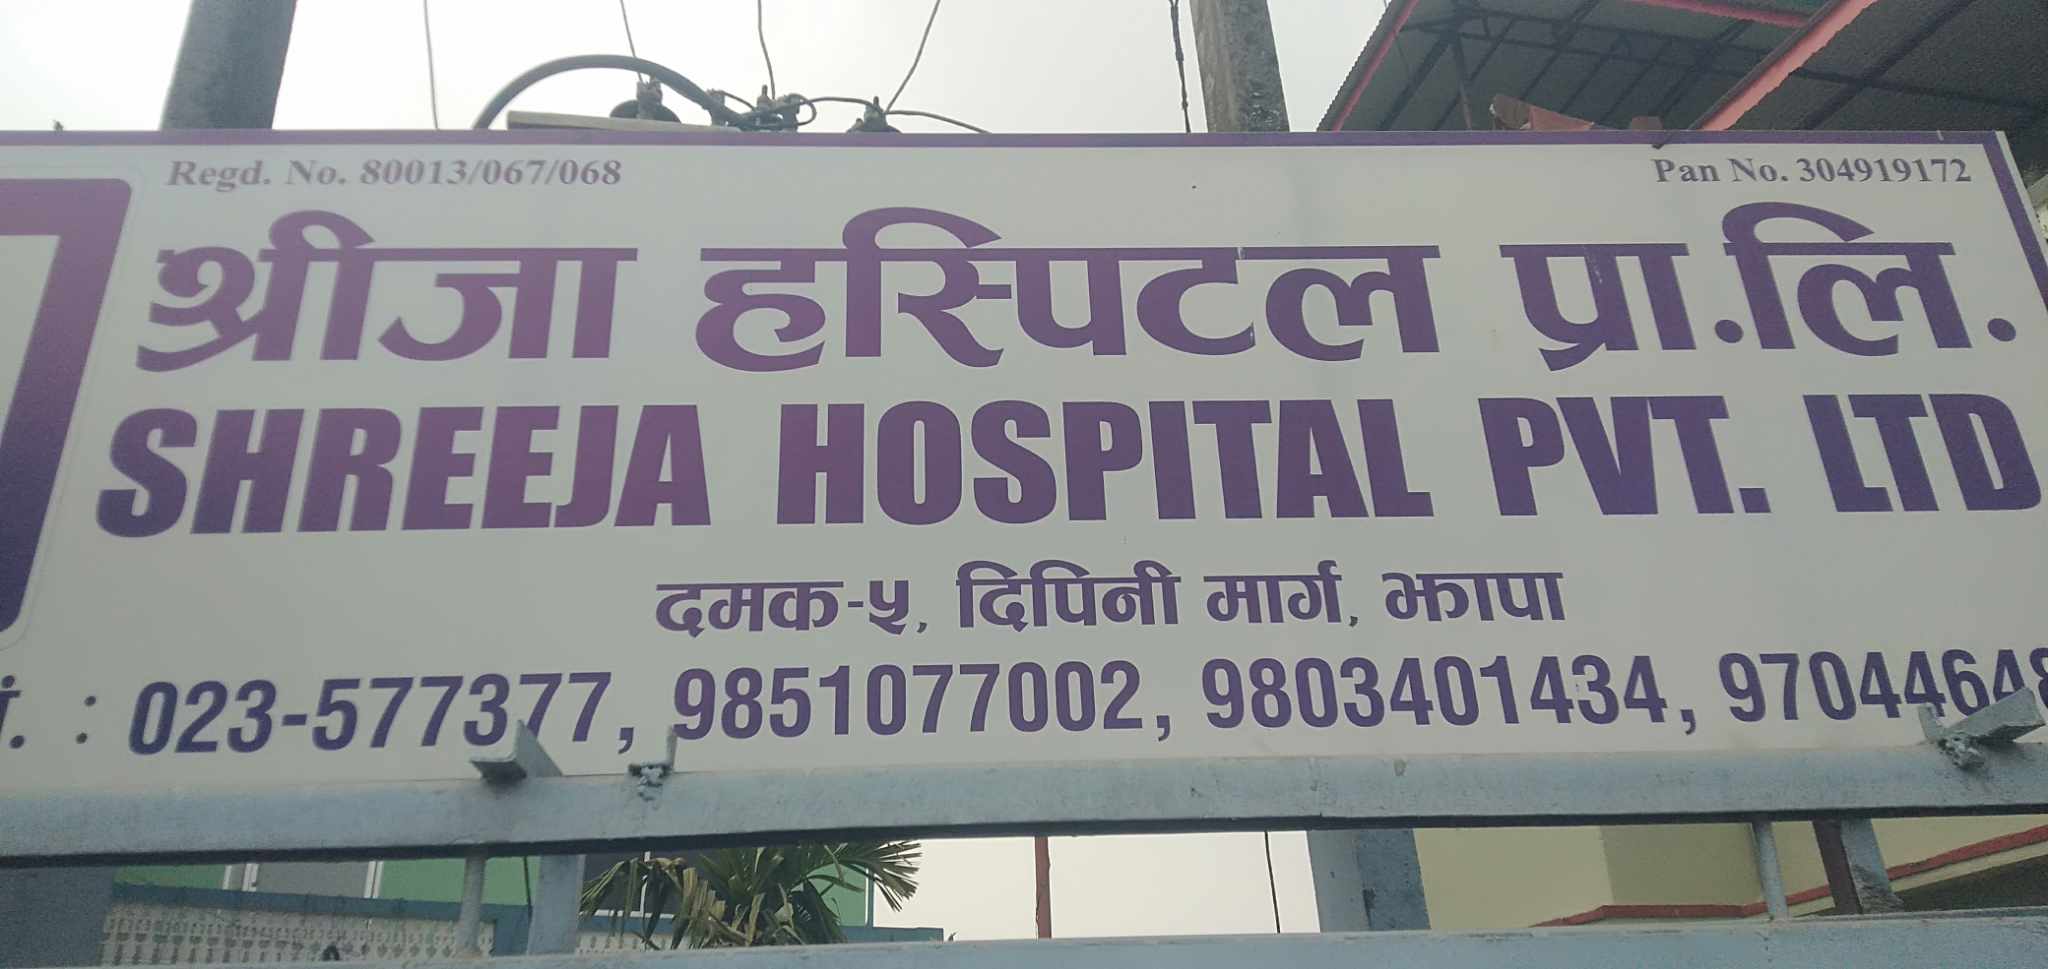 Regd. No. 80013/067/068 Pan No. 304919172
श्रीजा हस्पिटल प्रा.लि.
SHREEJA HOSPITAL PVT. LTD
दमक-५, दिपिनी मार्ग, झापा
: 023-577377, 9851077002, 9803401434,